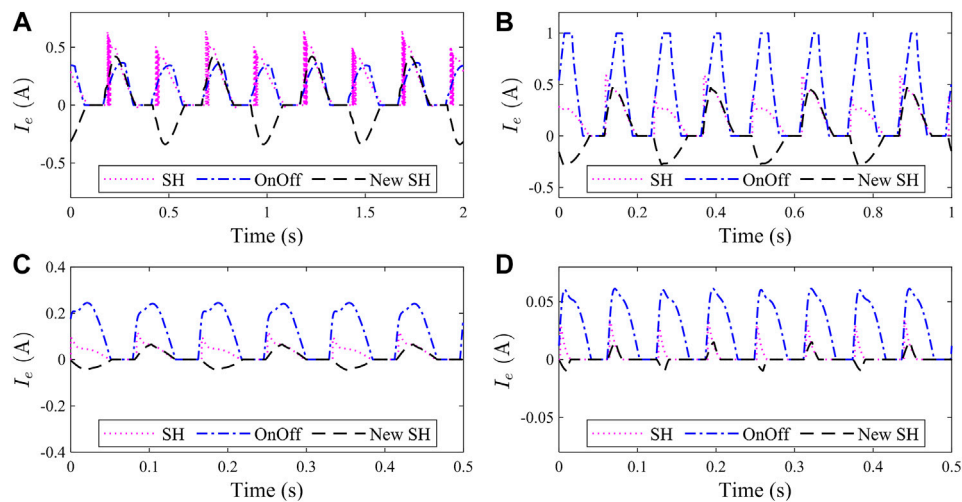 A
I_e (A)
0.5
0
-0.5
SH OnOff New SH
0 0.5 1 1.5 2
Time (s)
B
I_e (A)
1
0.5
0
-0.5
SH OnOff New SH
0 0.2 0.4 0.6 0.8 1
Time (s)
C
I_e (A)
0.4
0.2
0
-0.2
-0.4
SH OnOff New SH
0 0.1 0.2 0.3 0.4 0.5
Time (s)
D
I_e (A)
0.05
0
-0.05
SH OnOff New SH
0 0.1 0.2 0.3 0.4 0.5
Time (s)